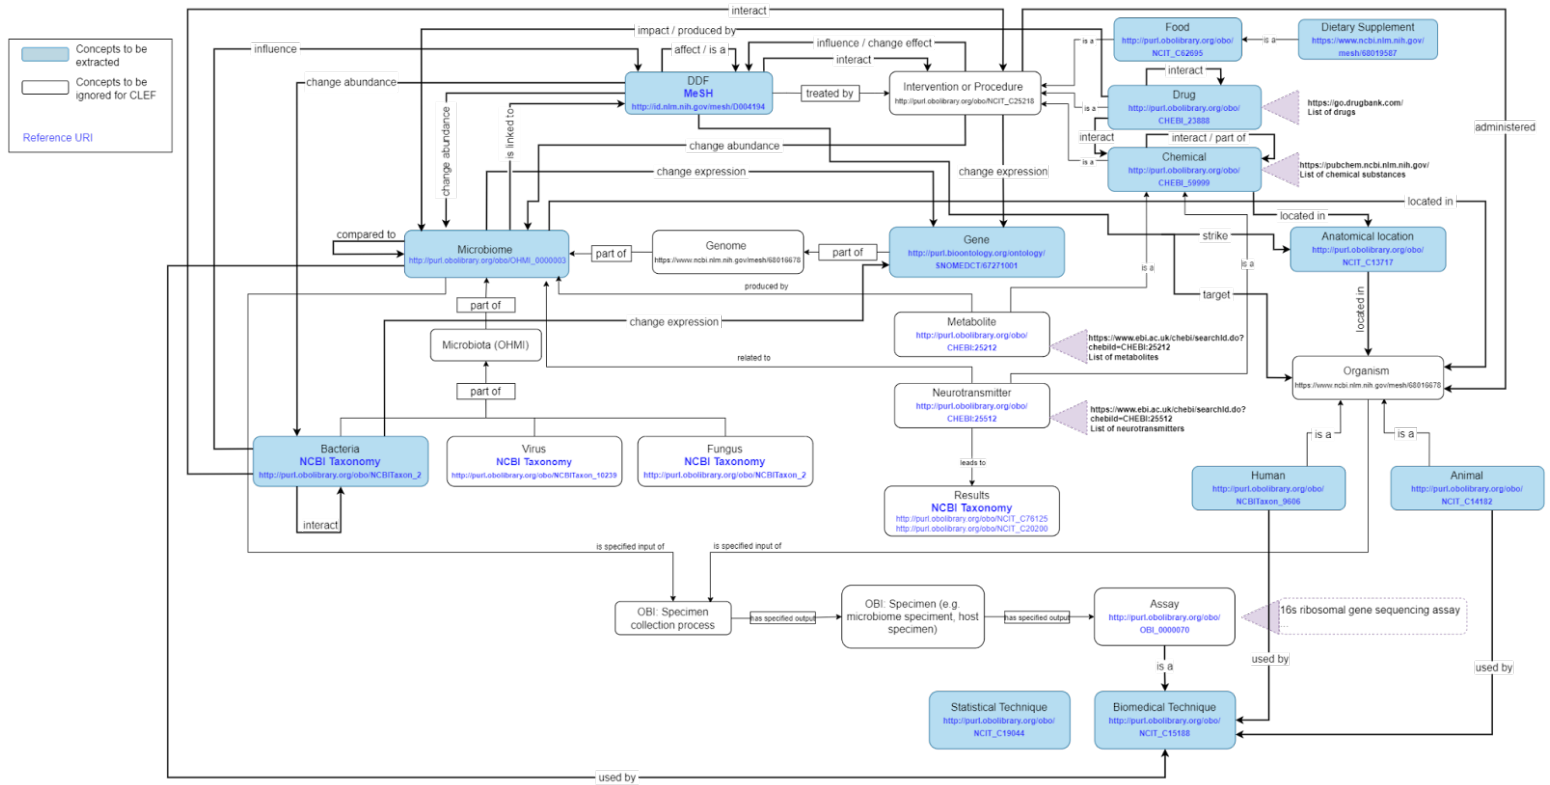 Concepts to be
extracted
Concepts to be
ignored for CLEF
Reference URI
interact
impact / produced by
influence
affect / is a
influence / change effect
interact
change abundance
DDF
MeSH
http://id.nlm.nih.gov/mesh/D004194
treated by
Intervention or Procedure
http://purl.obolibrary.org/obo/NCIT_C25218
is a
Food
http://purl.obolibrary.org/obo/
NCIT_C62695
is a
Dietary Supplement
https://www.ncbi.nlm.nih.gov/
mesh/68019587
interact
is a
Drug
http://purl.obolibrary.org/obo/
CHEBI_23888
https://go.drugbank.com/
List of drugs
administered
interact
interact / part of
is a
Chemical
http://purl.obolibrary.org/obo/
CHEBI_59999
https://pubchem.ncbi.nlm.nih.gov/
List of chemical substances
change abundance
is linked to
change abundance
change expression
change expression
located in
located in
compared to
Microbiome
http://purl.obolibrary.org/obo/OHMI_0000003
part of
Genome
https://www.ncbi.nlm.nih.gov/mesh/68016678
part of
Gene
http://purl.bioontology.org/ontology/
SNOMEDCT/67271001
strike
Anatomical location
http://purl.obolibrary.org/obo/
NCIT_C13717
is a
is a
produced by
target
located in
part of
change expression
Metabolite
http://purl.obolibrary.org/obo/
CHEBI:25212
https://www.ebi.ac.uk/chebi/searchId.do?
chebiId=CHEBI:25212
List of metabolites
Microbiota (OHMI)
related to
Organism
https://www.ncbi.nlm.nih.gov/mesh/68016678
part of
Neurotransmitter
http://purl.obolibrary.org/obo/
CHEBI:25512
https://www.ebi.ac.uk/chebi/searchId.do?
chebiId=CHEBI:25512
List of neurotransmitters
is a
is a
Bacteria
NCBI Taxonomy
http://purl.obolibrary.org/obo/NCBITaxon_2
Virus
NCBI Taxonomy
http://purl.obolibrary.org/obo/NCBITaxon_10239
Fungus
NCBI Taxonomy
http://purl.obolibrary.org/obo/NCBITaxon_2
leads to
Human
http://purl.obolibrary.org/obo/
NCBITaxon_9606
Animal
http://purl.obolibrary.org/obo/
NCIT_C14182
interact
Results
NCBI Taxonomy
http://purl.obolibrary.org/obo/NCIT_C76125
http://purl.obolibrary.org/obo/NCIT_C20200
is specified input of
is specified input of
OBI: Specimen
collection process
has specified output
OBI: Specimen (e.g.
microbiome speciment, host
specimen)
has specified output
Assay
http://purl.obolibrary.org/obo/
OBI_0000070
16s ribosomal gene sequencing assay
...
is a
used by
used by
Statistical Technique
http://purl.obolibrary.org/obo/
NCIT_C19044
Biomedical Technique
http://purl.obolibrary.org/obo/
NCIT_C15188
used by